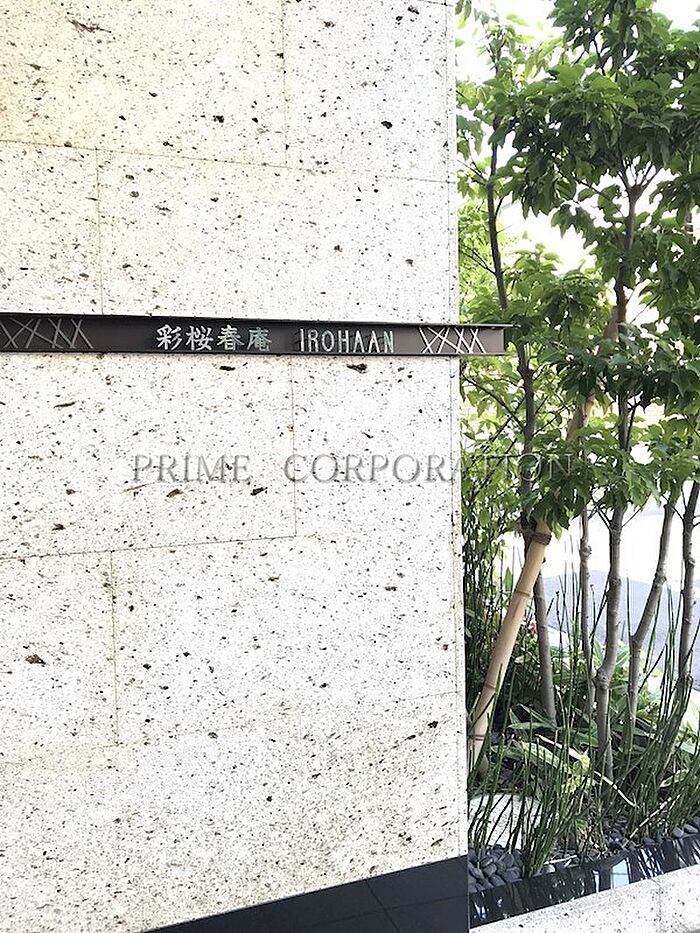 彩桜春庵 IROHAAN
PRIME CORPORATION